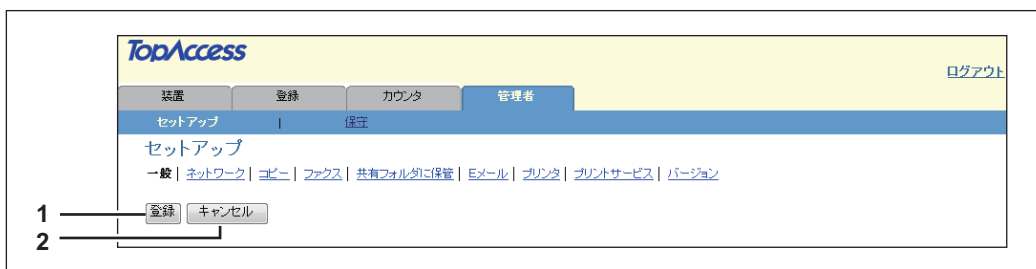 TopAccess
ログアウト
装置 登録 カウンタ 管理者
セットアップ | 保守
セットアップ
一般 | ネットワーク | コピー | ファクス | 共有フォルダに保管 | Eメール | プリンタ | プリントサービス | バージョン
1 登録 キャンセル
2